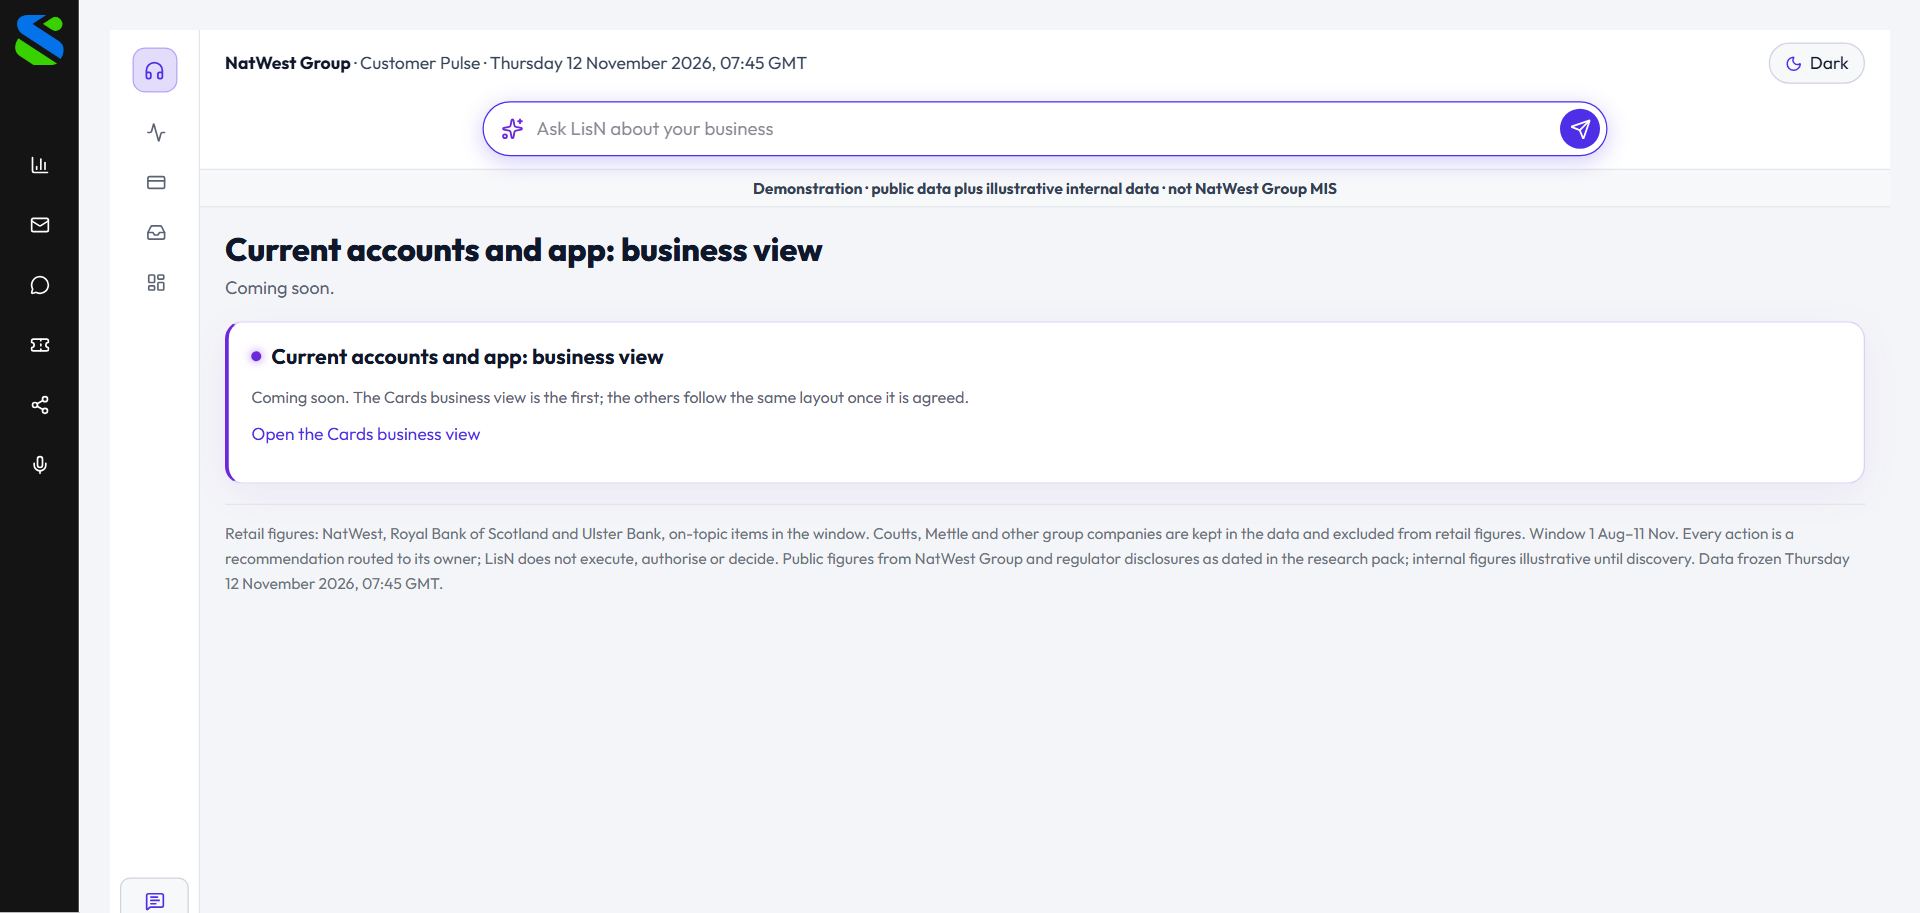 NatWest Group · Customer Pulse · Thursday 12 November 2026, 07:45 GMT
Dark
Ask LisN about your business
Demonstration · public data plus illustrative internal data · not NatWest Group MIS
Current accounts and app: business view
Coming soon.
Current accounts and app: business view
Coming soon. The Cards business view is the first; the others follow the same layout once it is agreed.
Open the Cards business view
Retail figures: NatWest, Royal Bank of Scotland and Ulster Bank, on-topic items in the window. Coutts, Mettle and other group companies are kept in the data and excluded from retail figures. Window 1 Aug–11 Nov. Every action is a
recommendation routed to its owner; LisN does not execute, authorise or decide. Public figures from NatWest Group and regulator disclosures as dated in the research pack; internal figures illustrative until discovery. Data frozen Thursday
12 November 2026, 07:45 GMT.